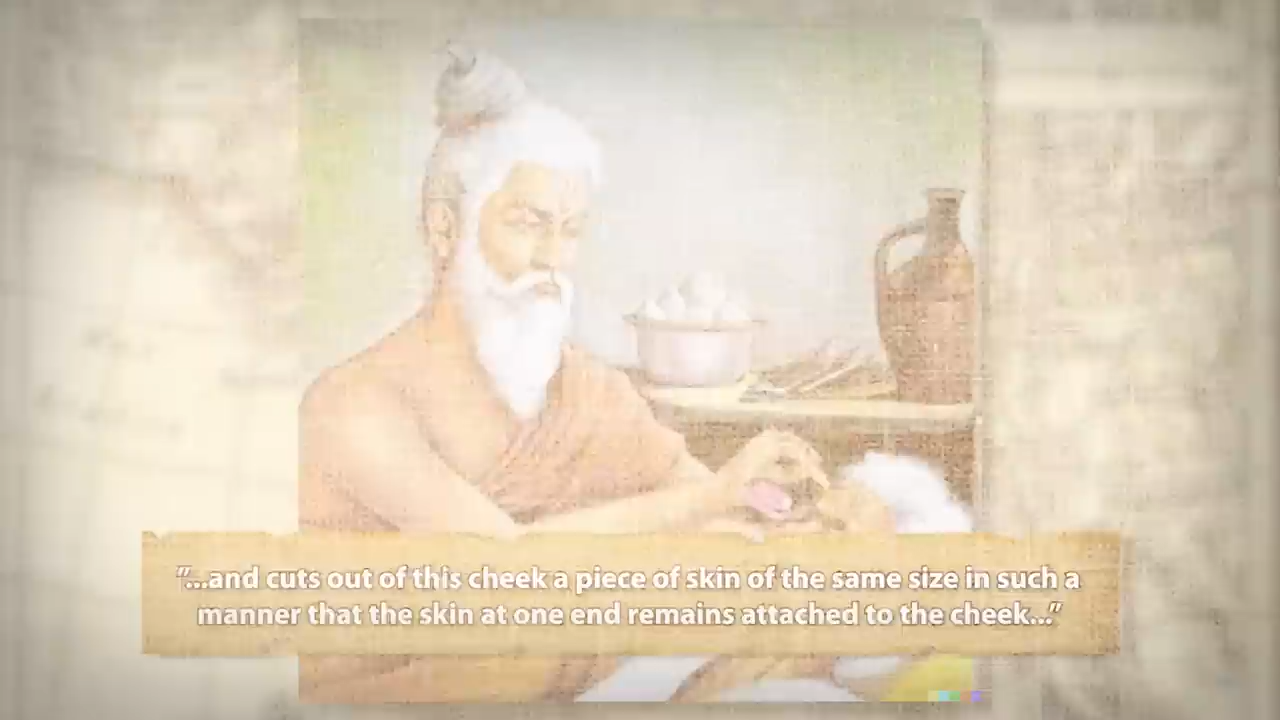 "...and cuts out of this cheek a piece of skin of the same size in such a
manner that the skin at one end remains attached to the cheek..."